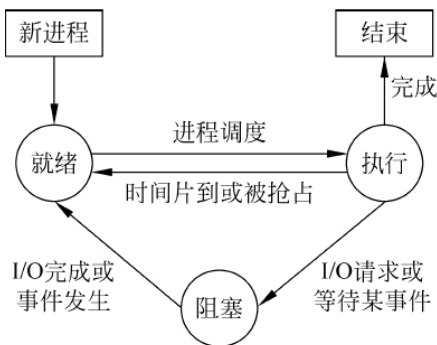 新进程
结束
完成
进程调度
就绪
执行
时间片到或被抢占
I/O完成或
事件发生
I/O请求或
等待某事件
阻塞